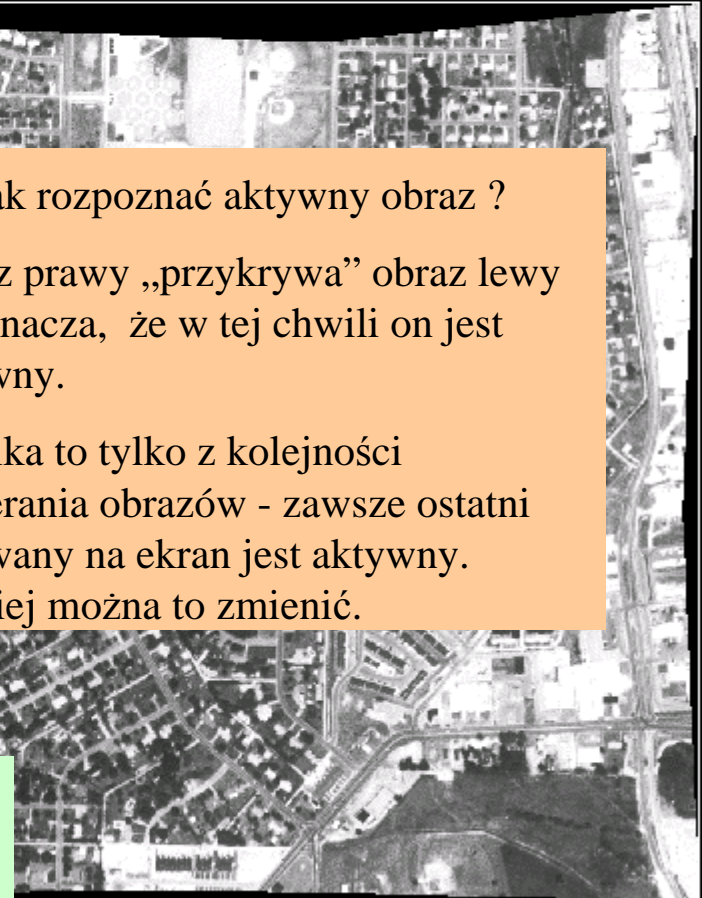 ak rozpoznać aktywny obraz ?
z prawy „przykrywa” obraz lewy
nacza, że w tej chwili on jest
wny.
ka to tylko z kolejności
erania obrazów - zawsze ostatni
wany na ekran jest aktywny.
iej można to zmienić.